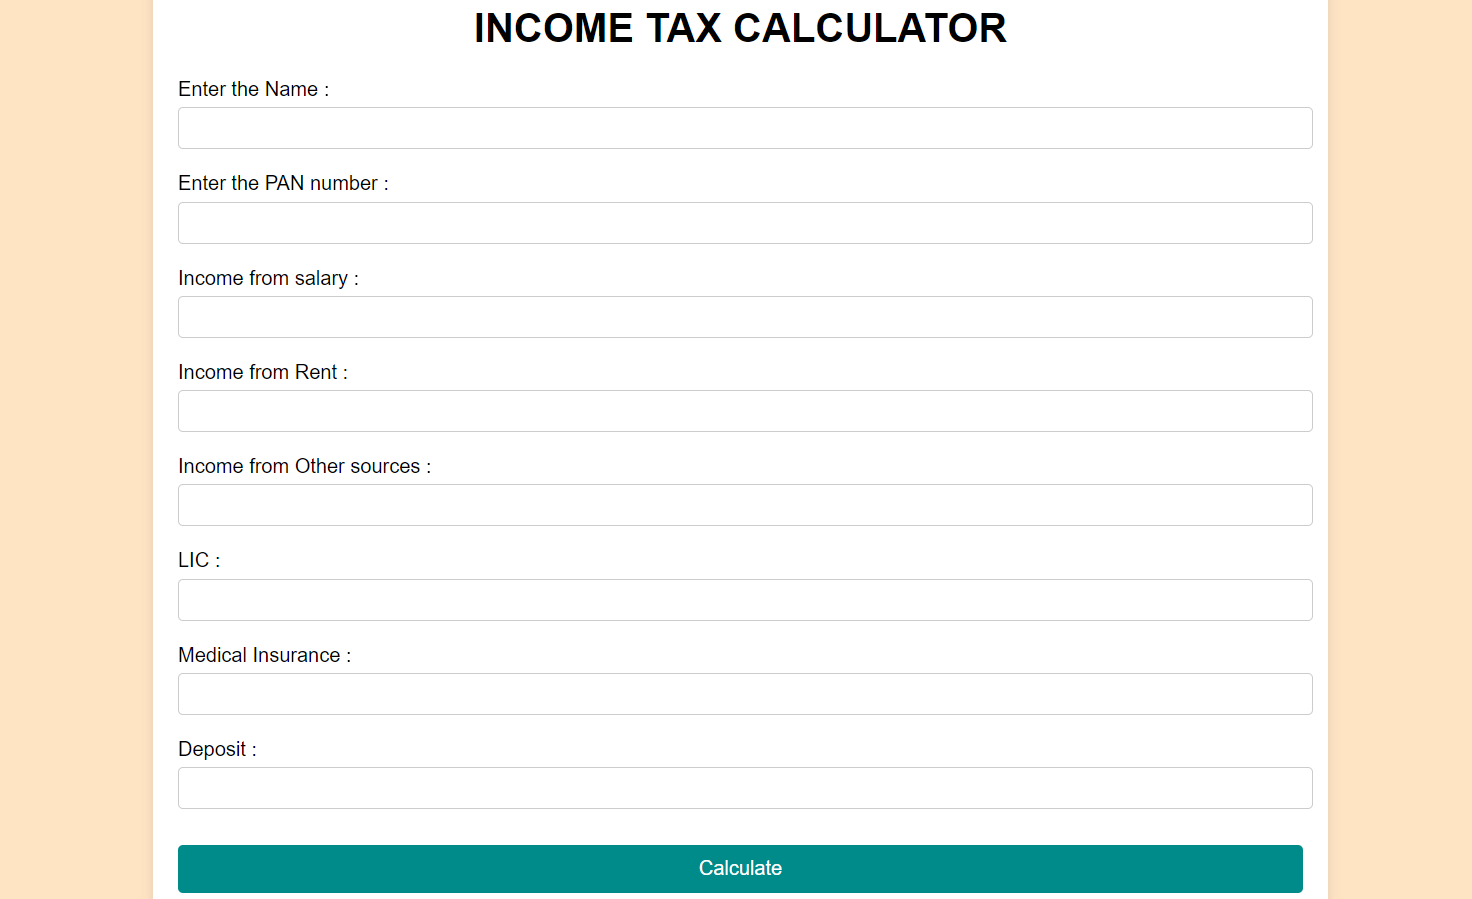 INCOME TAX CALCULATOR
Enter the Name :
Enter the PAN number :
Income from salary :
Income from Rent :
Income from Other sources :
LIC :
Medical Insurance :
Deposit :
Calculate